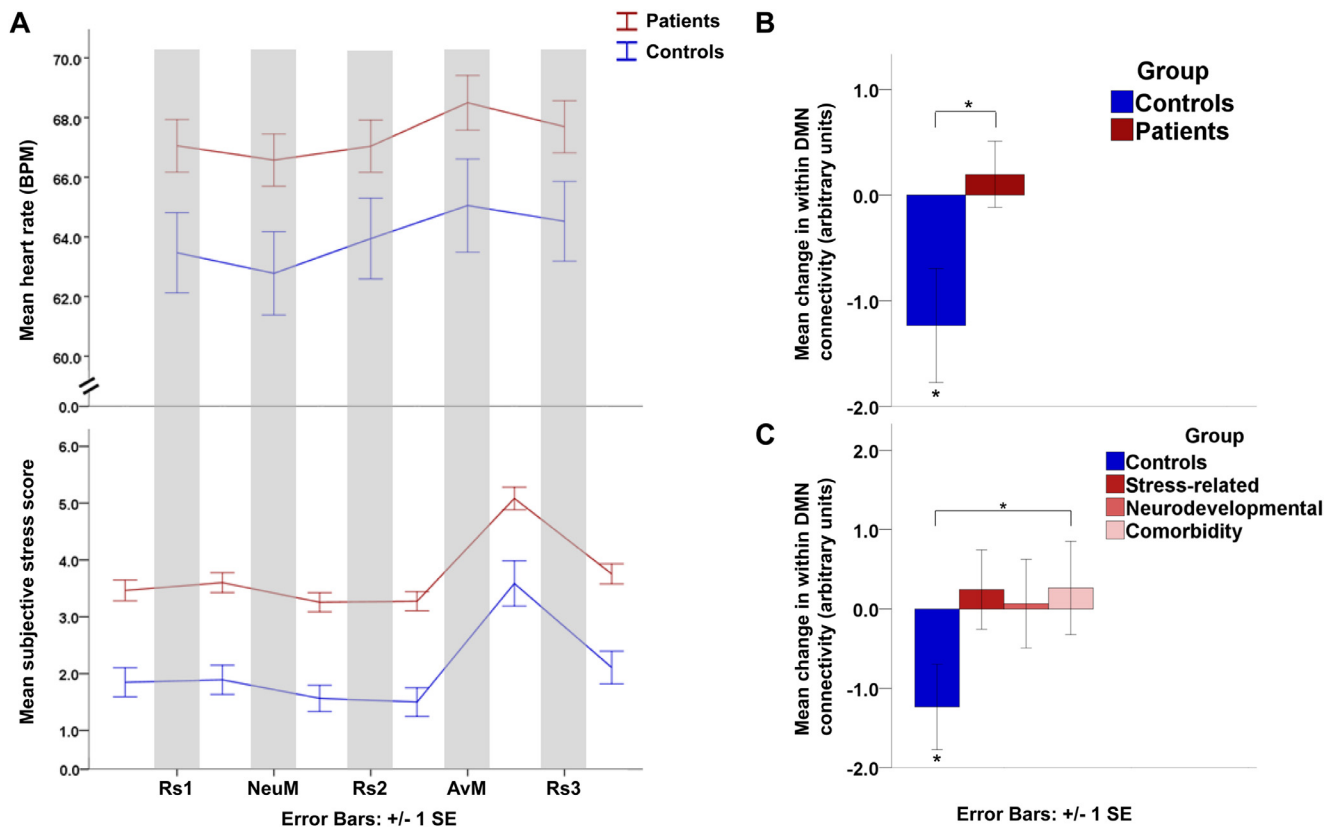 A
Patients
Controls
Mean heart rate (BPM)
70.0
68.0
66.0
64.0
62.0
60.0
0.0
Mean subjective stress score
6.0
5.0
4.0
3.0
2.0
1.0
0.0
Rs1 NeuM Rs2 AvM Rs3
Error Bars: +/- 1 SE
B
Group
Controls
Patients
Mean change in within DMN
connectivity (arbitrary units)
1.0
0.0
-1.0
-2.0
*
*
C
Group
Controls
Stress-related
Neurodevelopmental
Comorbidity
Mean change in within DMN
connectivity (arbitrary units)
2.0
1.0
0.0
-1.0
-2.0
*
*
Error Bars: +/- 1 SE